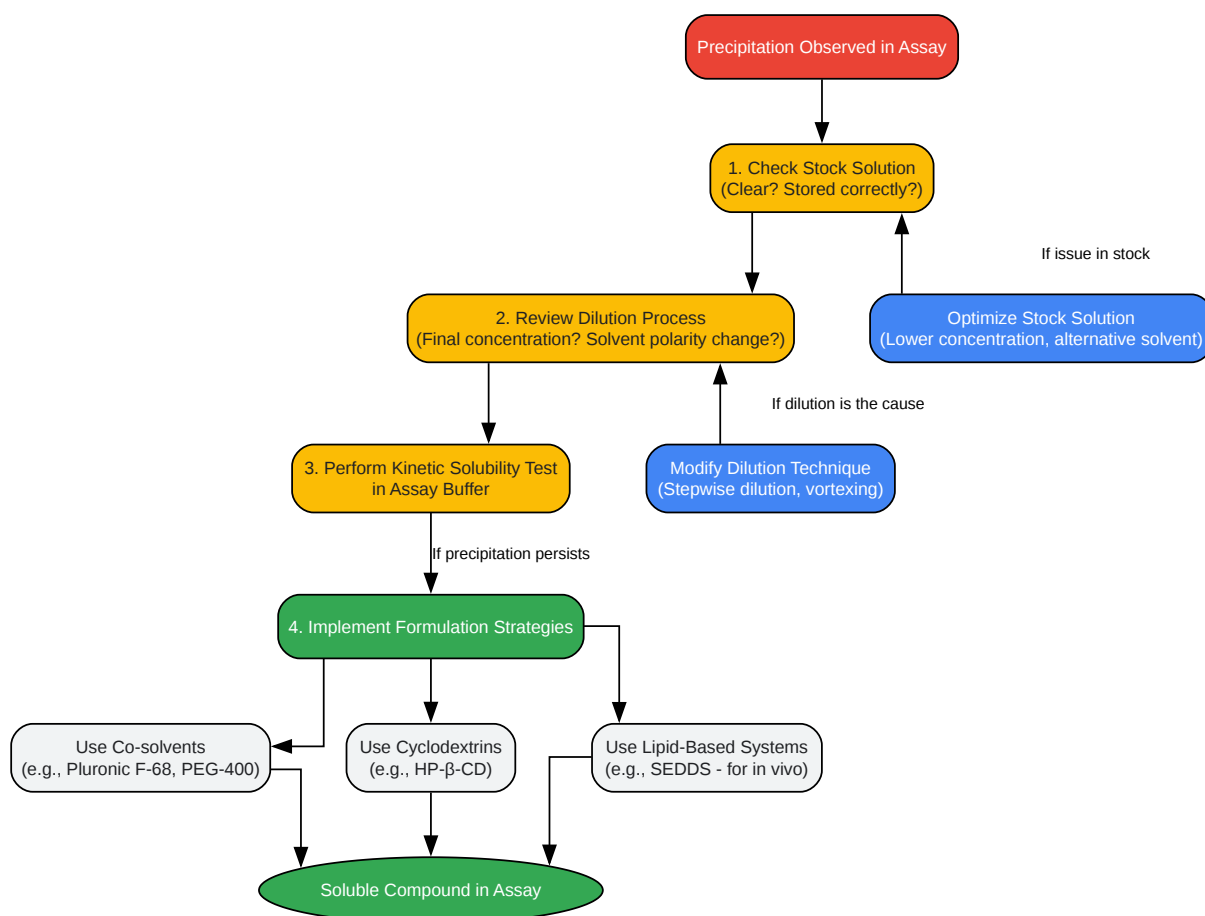 Precipitation Observed in Assay
1. Check Stock Solution
(Clear? Stored correctly?)
If issue in stock
2. Review Dilution Process
(Final concentration? Solvent polarity change?)
Optimize Stock Solution
(Lower concentration, alternative solvent)
If dilution is the cause
3. Perform Kinetic Solubility Test
in Assay Buffer
Modify Dilution Technique
(Stepwise dilution, vortexing)
If precipitation persists
4. Implement Formulation Strategies
Use Co-solvents
(e.g., Pluronic F-68, PEG-400)
Use Cyclodextrins
(e.g., HP-β-CD)
Use Lipid-Based Systems
(e.g., SEDDS - for in vivo)
Soluble Compound in Assay